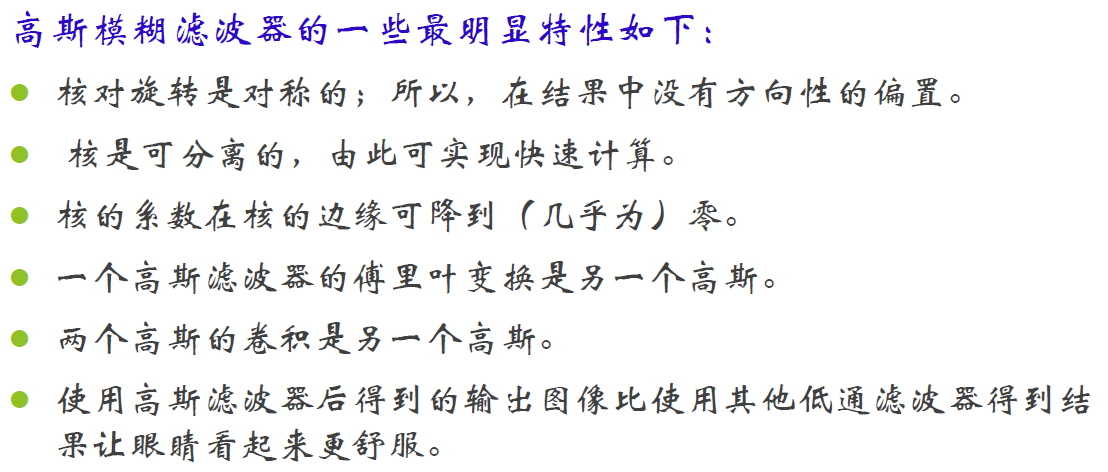 高斯模糊滤波器的一些最明显特性如下：
● 核对旋转是对称的；所以，在结果中没有方向性的偏置。
● 核是可分离的，由此可实现快速计算。
● 核的系数在核的边缘可降到（几乎为）零。
● 一个高斯滤波器的傅里叶变换是另一个高斯。
● 两个高斯的卷积是另一个高斯。
● 使用高斯滤波器后得到的输出图像比使用其他低通滤波器得到结
果让眼睛看起来更舒服。